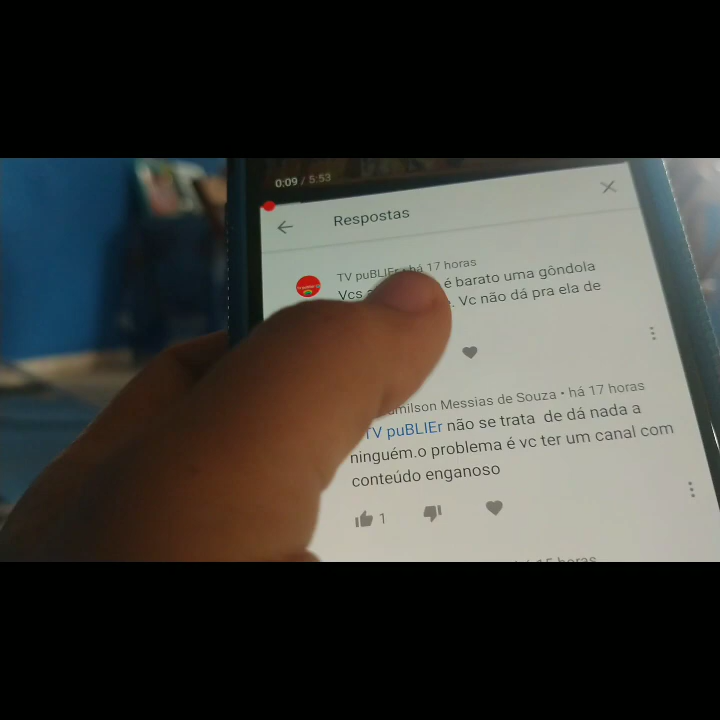 0:09 / 5:53
Respostas
TV puBLIEr há 17 horas
Vcs é barato uma gôndola
. Vc não dá pra ela de
milson Messias de Souza • há 17 horas
TV puBLIEr não se trata de dá nada a
ninguém.o problema é vc ter um canal com
conteúdo enganoso
1
horas